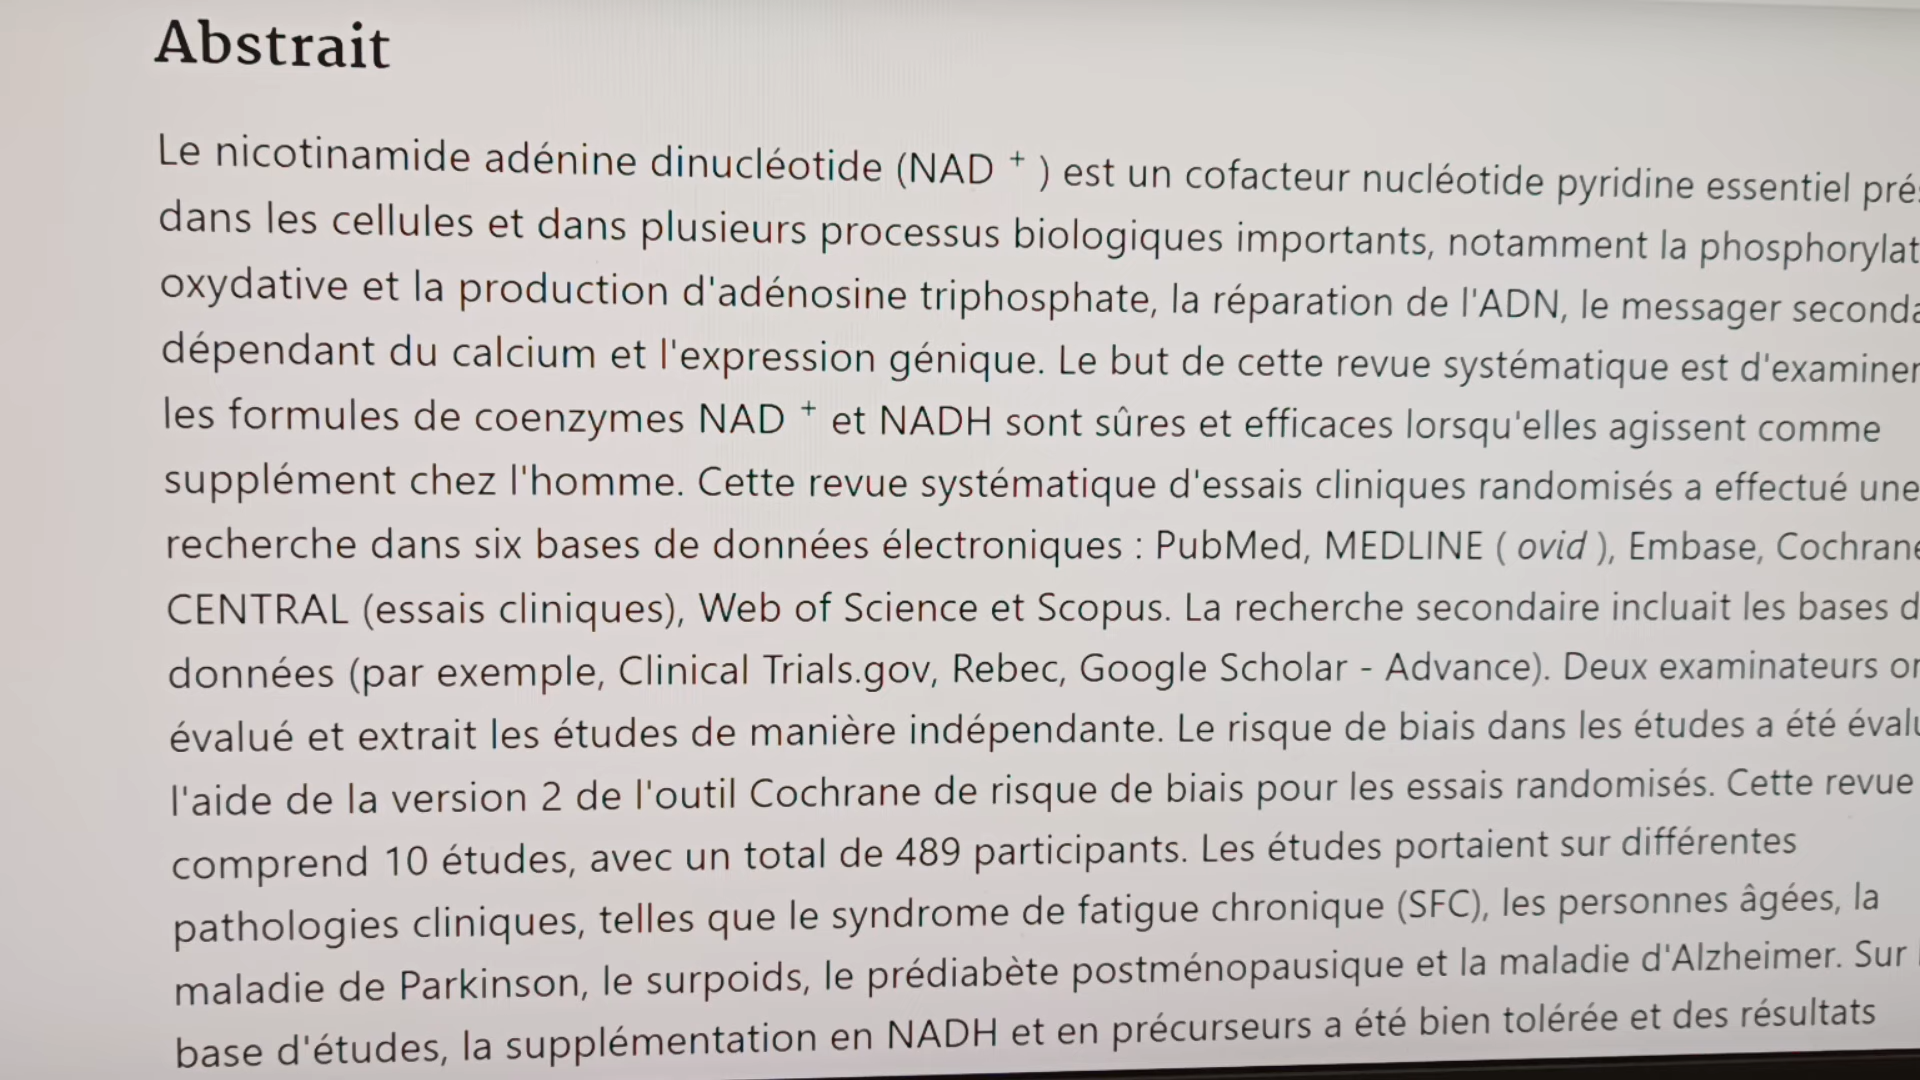 Abstrait
Le nicotinamide adénine dinucléotide (NAD + ) est un cofacteur nucléotide pyridine essentiel
dans les cellules et dans plusieurs processus biologiques importants, notamment la
oxydative et la production d'adénosine triphosphate, la réparation de l'ADN, le messager
dépendant du calcium et l'expression génique. Le but de cette revue systématique est d'examiner
les formules de coenzymes NAD + et NADH sont sûres et efficaces lorsqu'elles agissent comme
supplément chez l'homme. Cette revue systématique d'essais cliniques randomisés a effectué une
recherche dans six bases de données électroniques : PubMed, MEDLINE ( ovid ), Embase, Cochrane
CENTRAL (essais cliniques), Web of Science et Scopus. La recherche secondaire incluait les bases
données (par exemple, Clinical Trials.gov, Rebec, Google Scholar - Advance). Deux examinateurs
évalué et extrait les études de manière indépendante. Le risque de biais dans les études a été
l'aide de la version 2 de l'outil Cochrane de risque de biais pour les essais randomisés. Cette revue
comprend 10 études, avec un total de 489 participants. Les études portaient sur différentes
pathologies cliniques, telles que le syndrome de fatigue chronique (SFC), les personnes âgées, la
maladie de Parkinson, le surpoids, le prédiabète postménopausique et la maladie d'Alzheimer. Sur
base d'études, la supplémentation en NADH et en précurseurs a été bien tolérée et des résultats